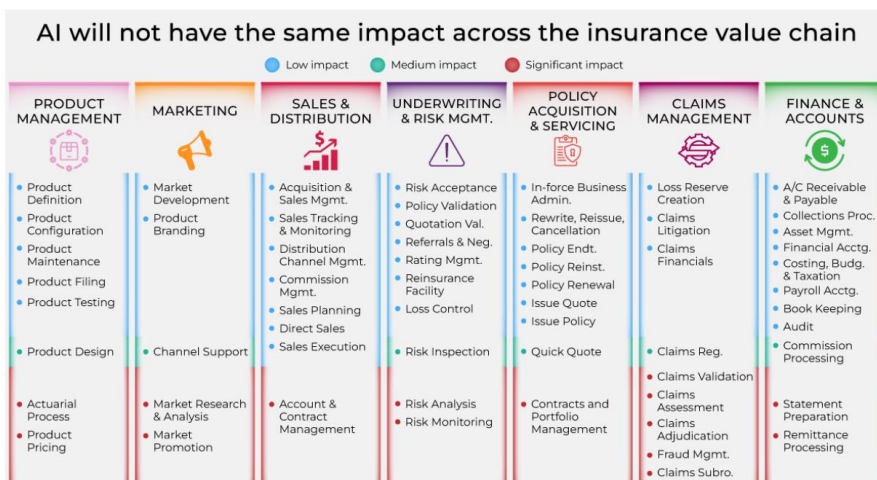 AI will not have the same impact across the insurance value chain
Low impact
Medium impact
Significant impact
PRODUCT
MANAGEMENT
Product
Definition
Product
Configuration
Product
Maintenance
Product Filing
Product Testing
Product Design
Actuarial
Process
Product
Pricing
MARKETING
Market
Development
Product
Branding
Channel Support
Market Research
& Analysis
Market
Promotion
SALES &
DISTRIBUTION
$
Acquisition &
Sales Mgmt.
Sales Tracking
& Monitoring
Distribution
Channel Mgmt.
Commission
Mgmt.
Sales Planning
Direct Sales
Sales Execution
Account &
Contract
Management
UNDERWRITING
& RISK MGMT.
!
Risk Acceptance
Policy Validation
Quotation Val.
Referrals & Neg.
Rating Mgmt.
Reinsurance
Facility
Loss Control
Risk Inspection
Risk Analysis
Risk Monitoring
POLICY
ACQUISITION
& SERVICING
In-force Business
Admin.
Rewrite, Reissue,
Cancellation
Policy Endt.
Policy Reinst.
Policy Renewal
Issue Quote
Issue Policy
Quick Quote
Contracts and
Portfolio
Management
CLAIMS
MANAGEMENT
Loss Reserve
Creation
Claims
Litigation
Claims
Financials
Claims Reg.
Claims Validation
Claims
Assessment
Claims
Adjudication
Fraud Mgmt.
Claims Subro.
FINANCE &
ACCOUNTS
$
A/C Receivable
& Payable
Collections Proc.
Asset Mgmt.
Financial Acctg.
Costing, Budg.
& Taxation
Payroll Acctg.
Book Keeping
Audit
Commission
Processing
Statement
Preparation
Remittance
Processing